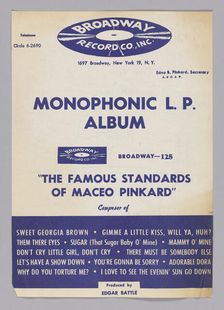 Telephone
Circle 6-2690
BROADWAY
RECORD CO. INC.
1697 Broadway, New York 19, N. Y.
Edna B. Pinkard, Secretary
A.S.C.A.P.
MONOPHONIC L. P.
ALBUM
BROADWAY
RECORD CO. INC.
BROADWAY—125
"THE FAMOUS STANDARDS
OF MACEO PINKARD"
Composer of
SWEET GEORGIA BROWN • GIMME A LITTLE KISS, WILL YA, HUH?
THEM THERE EYES • SUGAR (That Sugar Baby O' Mine) • MAMMY O' MINE
DON'T CRY LITTLE GIRL, DON'T CRY • THERE MUST BE SOMEBODY ELSE
LET'S HAVE A SHOW DOWN • YOU'RE GONNA BE SORRY • ADORABLE DORA
WHY DO YOU TORTURE ME? • I LOVE TO SEE THE EVENIN' SUN GO DOWN
Produced by
EDGAR BATTLE